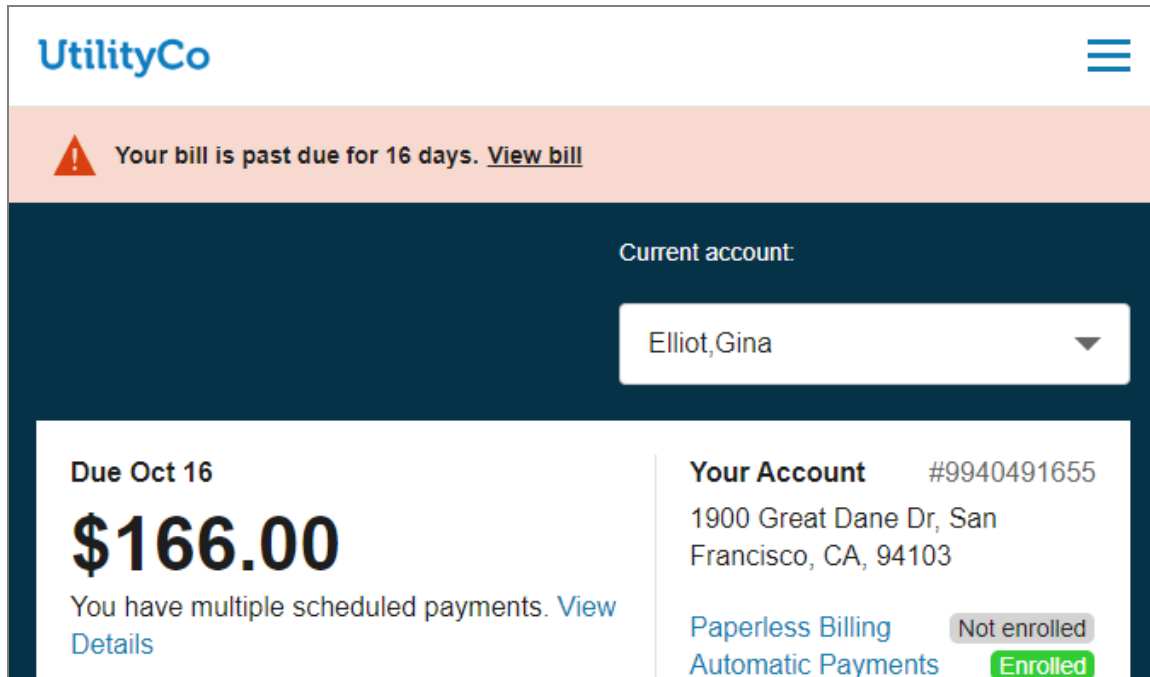 UtilityCo
Your bill is past due for 16 days. View bill
Current account:
Elliot,Gina
Due Oct 16
$166.00
You have multiple scheduled payments. View
Details
Your Account #9940491655
1900 Great Dane Dr, San
Francisco, CA, 94103
Paperless Billing Not enrolled
Automatic Payments Enrolled